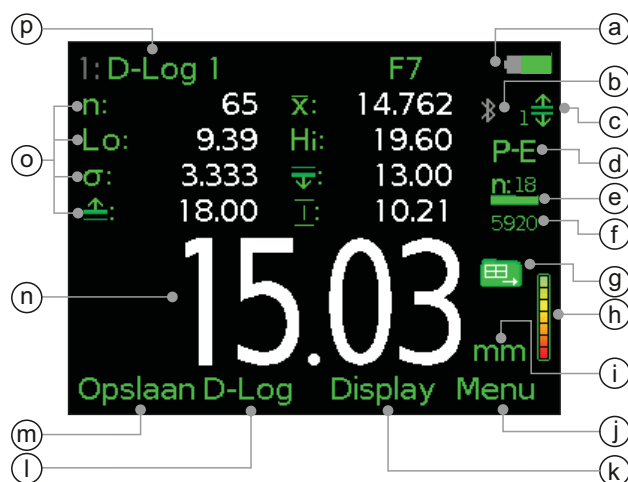 p
a
1: D-Log 1 F7
b
n: 65 x̅: 14.762
1
c
o
Lo: 9.39 Hi: 19.60
P-E
d
σ: 3.333 : 13.00
n: 18
e
: 18.00 : 10.21
5920
f
g
n
15.03
h
mm
i
Opslaan D-Log Display Menu
m
j
l
k